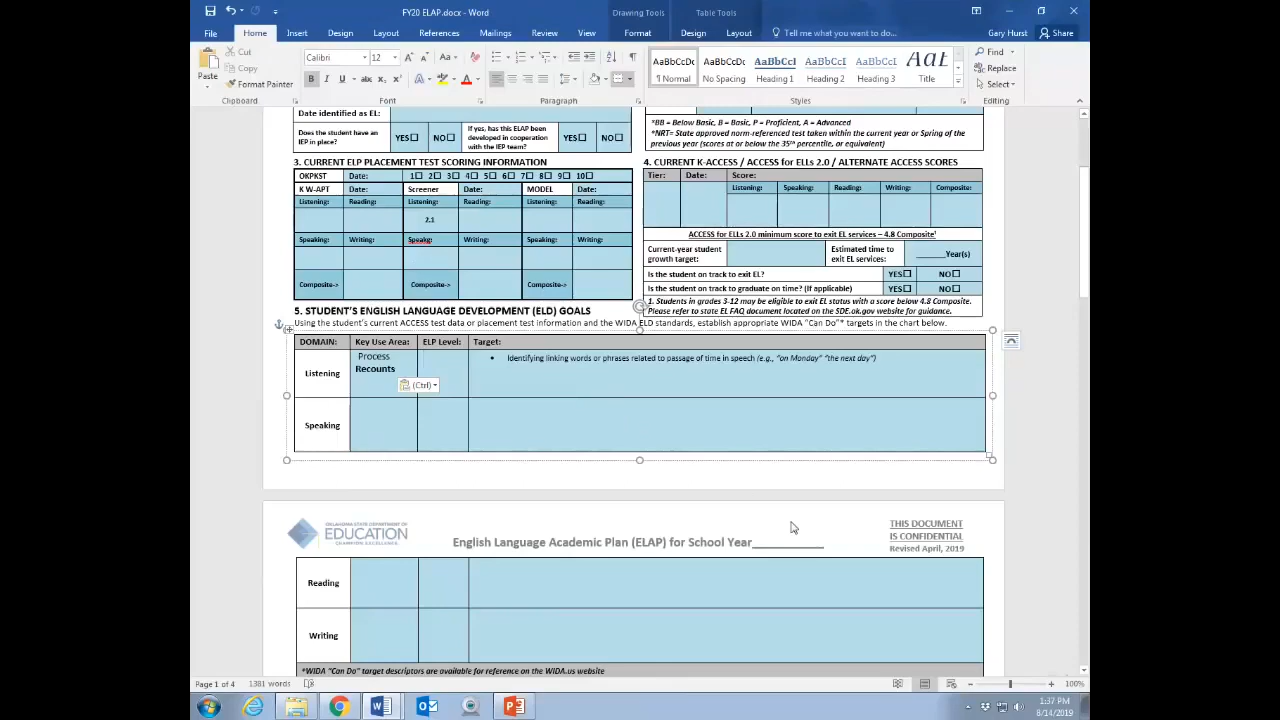 FY20 ELAP.docx - Word
Drawing Tools
Table Tools
File
Home
Insert
Design
Layout
References
Mailings
Review
View
Format
Design
Layout
Tell me what you want to do...
Gary Hurst
Share
Paste
Cut
Copy
Format Painter
Clipboard
Calibri
12
Font
Paragraph
AaBbCcDc
¶ Normal
AaBbCcDc
No Spacing
AaBbCcI
Heading 1
AaBbCcI
Heading 2
AaBbCcI
Heading 3
AaI
Title
Styles
Find
Replace
Select
Editing
Date identified as EL:
Does the student have an IEP in place?
YES☐
NO☐
If yes, has this ELAP been developed in cooperation with the IEP team?
YES☐
NO☐
*BB = Below Basic, B = Basic, P = Proficient, A = Advanced
*NRT= State approved norm-referenced test taken within the current year or Spring of the
previous year (scores at or below the 35th percentile, or equivalent)
3. CURRENT ELP PLACEMENT TEST SCORING INFORMATION
OKPKST
Date:
1☐ 2☐ 3☐ 4☐ 5☐ 6☐ 7☐ 8☐ 9☐ 10☐
K W-APT
Date:
Screener
Date:
MODEL
Date:
Listening:
Reading:
Listening:
Reading:
Listening:
Reading:
2.1
Speaking:
Writing:
Speakg:
Writing:
Speaking:
Writing:
Composite->
Composite->
Composite->
4. CURRENT K-ACCESS / ACCESS for ELLs 2.0 / ALTERNATE ACCESS SCORES
Tier:
Date:
Score:
Listening:
Speaking:
Reading:
Writing:
Composite:
ACCESS for ELLs 2.0 minimum score to exit EL services – 4.8 Composite¹
Current-year student growth target:
Estimated time to exit EL services:
______Year(s)
Is the student on track to exit EL?
YES☐
NO☐
Is the student on track to graduate on time? (If applicable)
YES☐
NO☐
1. Students in grades 3-12 may be eligible to exit EL status with a score below 4.8 Composite.
Please refer to state EL FAQ document located on the SDE.ok.gov website for guidance.
5. STUDENT'S ENGLISH LANGUAGE DEVELOPMENT (ELD) GOALS
Using the student's current ACCESS test data or placement test information and the WIDA ELD standards, establish appropriate WIDA "Can Do"* targets in the chart below.
DOMAIN:
Key Use Area:
ELP Level:
Target:
Listening
Process
Recounts
(Ctrl)
• Identifying linking words or phrases related to passage of time in speech (e.g., "on Monday" "the next day")
Speaking
OKLAHOMA STATE DEPARTMENT OF
EDUCATION
CHAMPION EXCELLENCE
English Language Academic Plan (ELAP) for School Year__________
THIS DOCUMENT
IS CONFIDENTIAL
Revised April, 2019
Reading
Writing
*WIDA "Can Do" target descriptors are available for reference on the WIDA.us website
Page 1 of 4
1381 words
100%
1:37 PM
8/14/2019